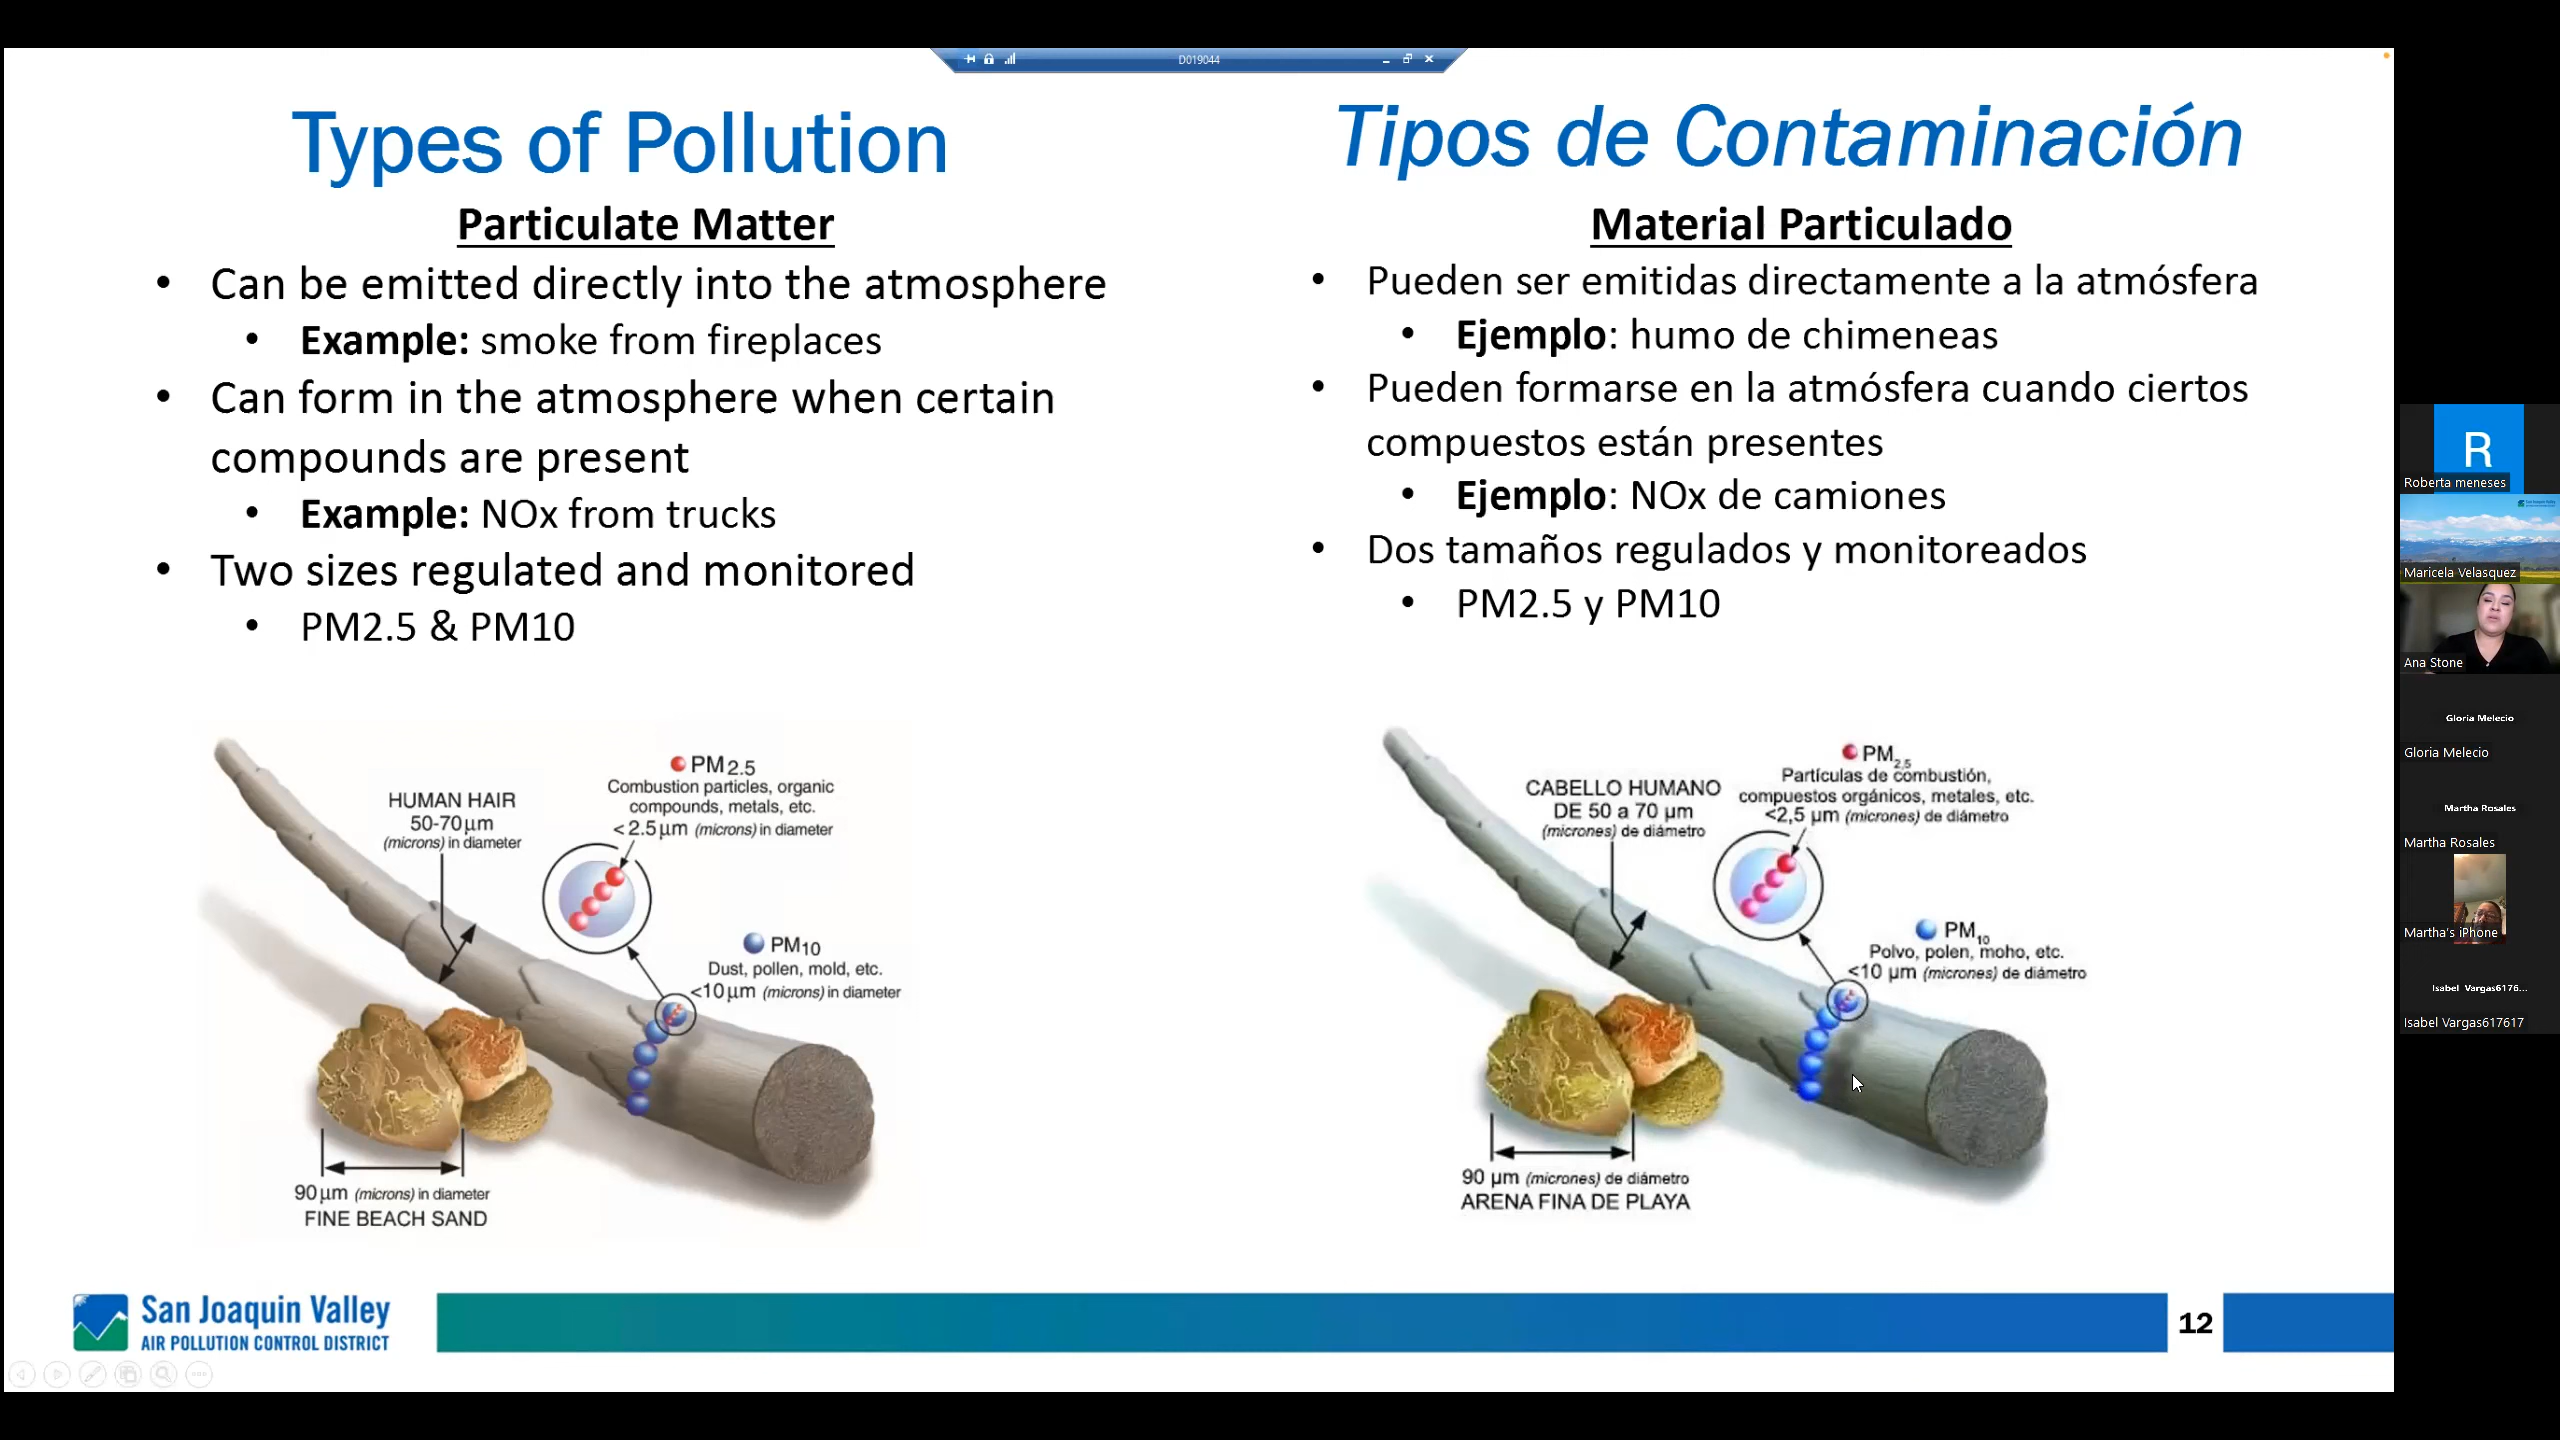 D019044
Types of Pollution
Particulate Matter
• Can be emitted directly into the atmosphere
• Example: smoke from fireplaces
• Can form in the atmosphere when certain
compounds are present
• Example: NOx from trucks
• Two sizes regulated and monitored
• PM2.5 & PM10
HUMAN HAIR
50-70 µm
(microns) in diameter
PM2.5
Combustion particles, organic
compounds, metals, etc.
< 2.5 µm (microns) in diameter
PM10
Dust, pollen, mold, etc.
<10 µm (microns) in diameter
90 µm (microns) in diameter
FINE BEACH SAND
Tipos de Contaminación
Material Particulado
• Pueden ser emitidas directamente a la atmósfera
• Ejemplo: humo de chimeneas
• Pueden formarse en la atmósfera cuando ciertos
compuestos están presentes
• Ejemplo: NOx de camiones
• Dos tamaños regulados y monitoreados
• PM2.5 y PM10
CABELLO HUMANO
DE 50 a 70 µm
(micrones) de diámetro
PM2,5
Partículas de combustión,
compuestos orgánicos, metales, etc.
<2,5 µm (micrones) de diámetro
PM10
Polvo, polen, moho, etc.
<10 µm (micrones) de diámetro
90 µm (micrones) de diámetro
ARENA FINA DE PLAYA
San Joaquin Valley
AIR POLLUTION CONTROL DISTRICT
12
R
Roberta meneses
Maricela Velasquez
Ana Stone
Gloria Melecio
Gloria Melecio
Martha Rosales
Martha Rosales
Martha's iPhone
Isabel Vargas6176...
Isabel Vargas617617